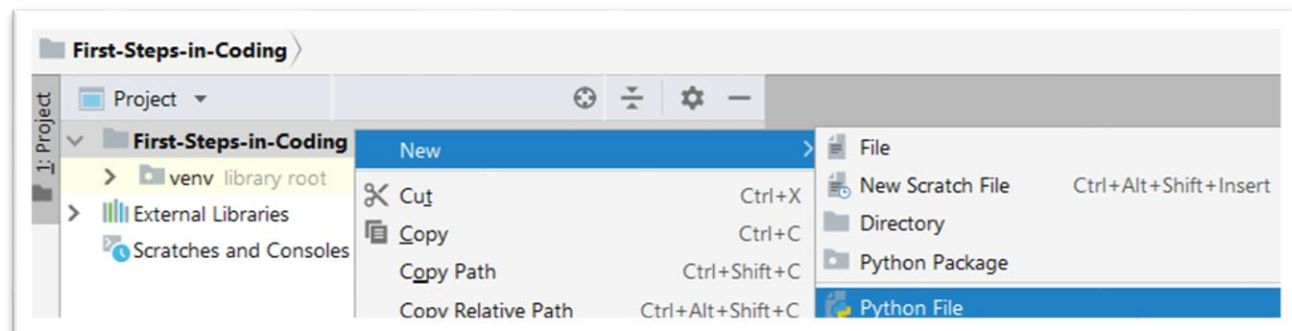 First-Steps-in-Coding
1: Project
Project
First-Steps-in-Coding
venv library root
External Libraries
Scratches and Consoles
New
Cut Ctrl+X
Copy Ctrl+C
Copy Path Ctrl+Shift+C
Copy Relative Path Ctrl+Alt+Shift+C
File
New Scratch File Ctrl+Alt+Shift+Insert
Directory
Python Package
Python File